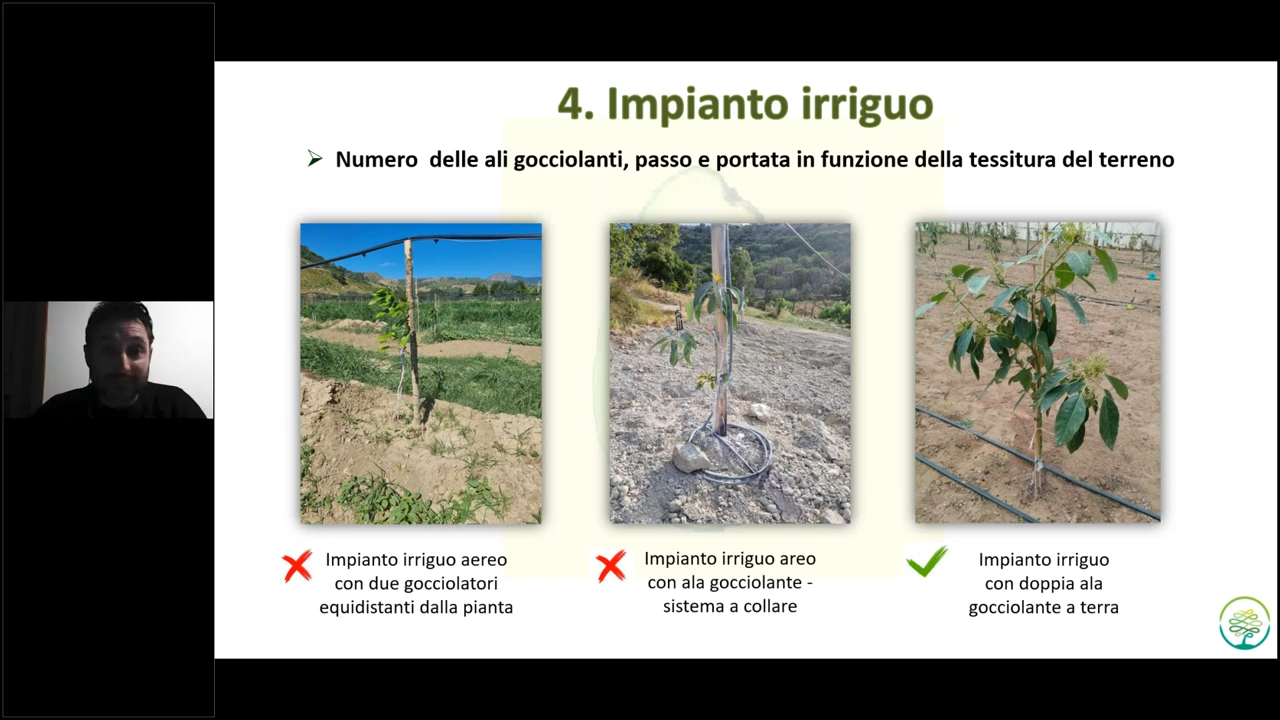 4. Impianto irriguo
Numero delle ali gocciolanti, passo e portata in funzione della tessitura del terreno
Impianto irriguo aereo
con due gocciolatori
equidistanti dalla pianta
Impianto irriguo areo
con ala gocciolante -
sistema a collare
Impianto irriguo
con doppia ala
gocciolante a terra